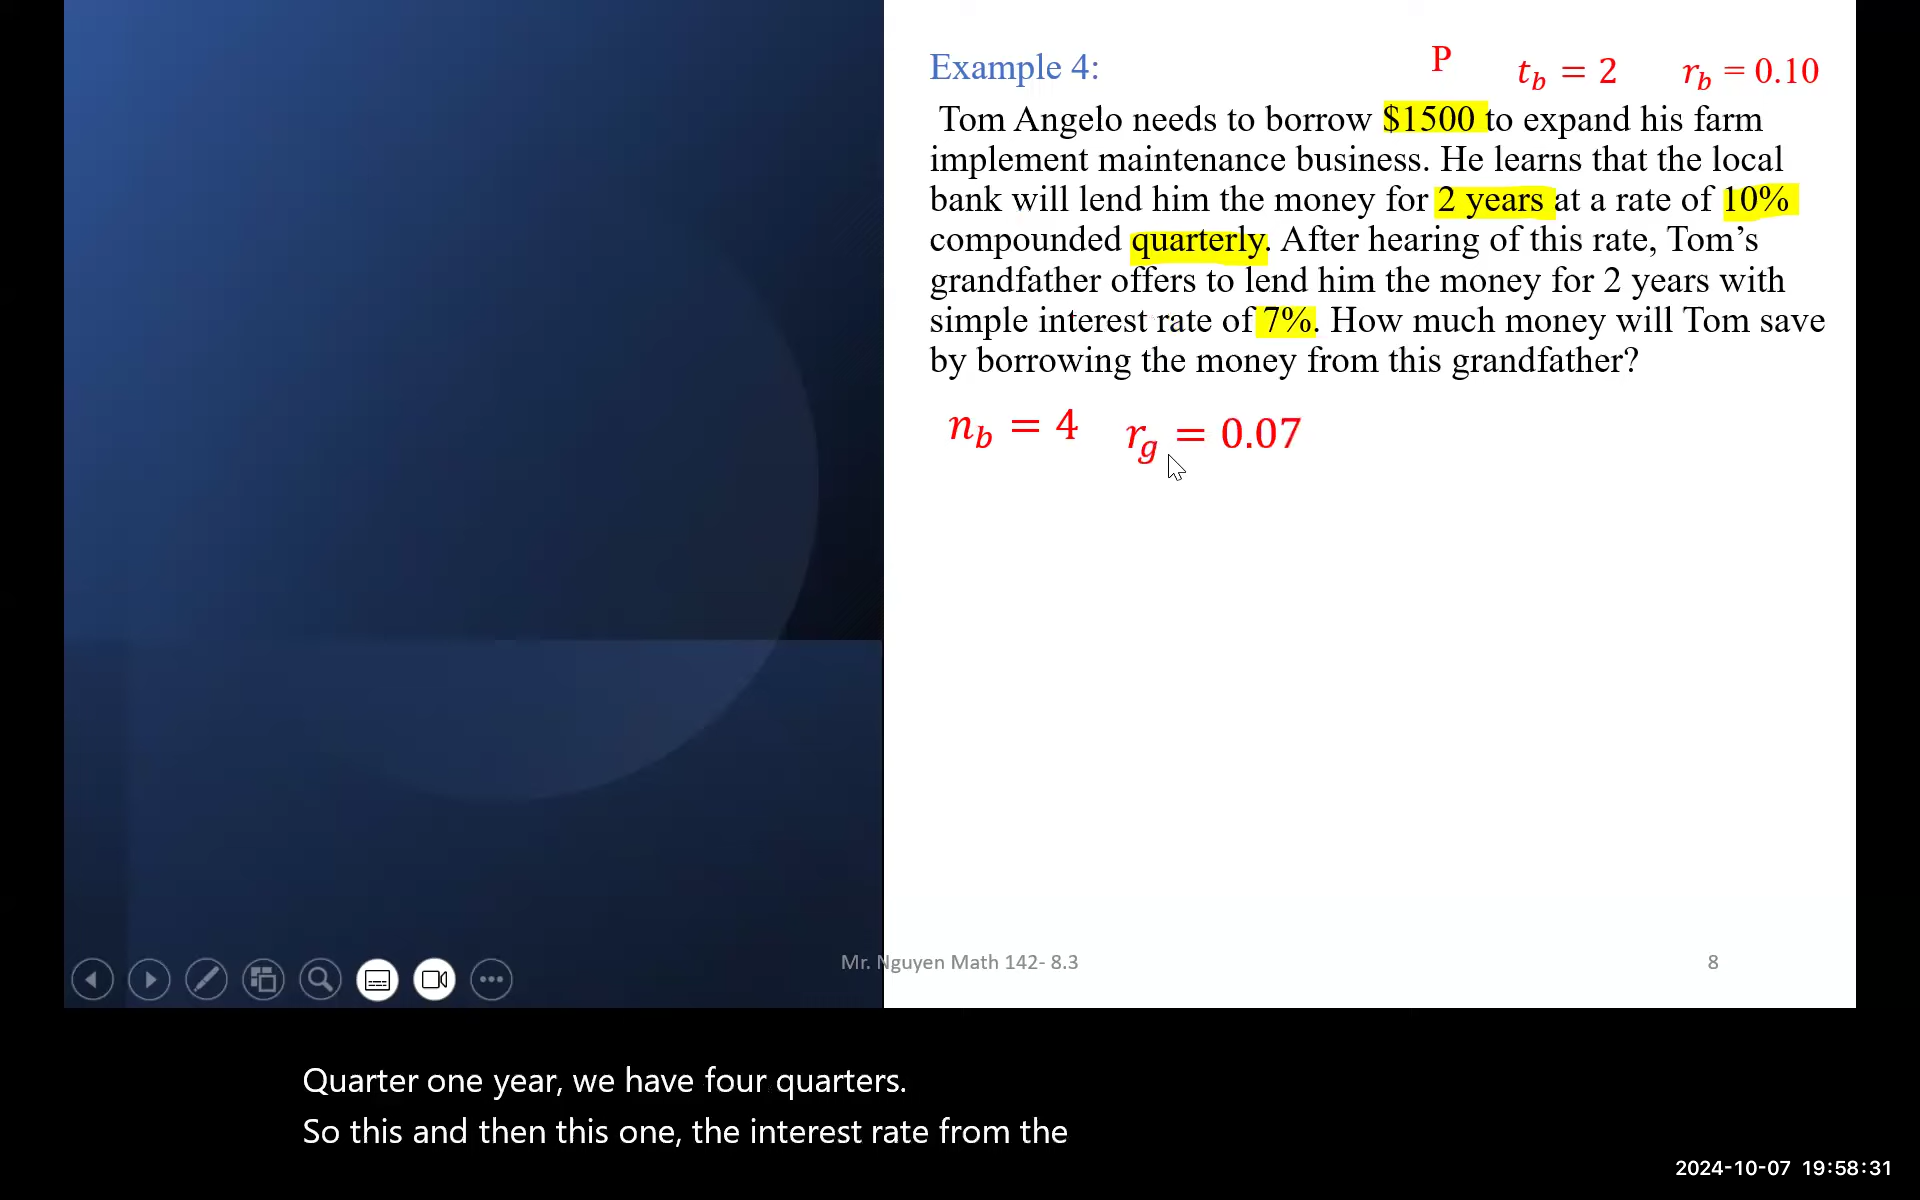 Example 4:
P
t_b = 2
r_b = 0.10
Tom Angelo needs to borrow $1500 to expand his farm
implement maintenance business. He learns that the local
bank will lend him the money for 2 years at a rate of 10%
compounded quarterly. After hearing of this rate, Tom’s
grandfather offers to lend him the money for 2 years with
simple interest rate of 7%. How much money will Tom save
by borrowing the money from this grandfather?
n_b = 4
r_g = 0.07
Mr. Nguyen Math 142- 8.3
8
Quarter one year, we have four quarters.
So this and then this one, the interest rate from the
2024-10-07 19:58:31